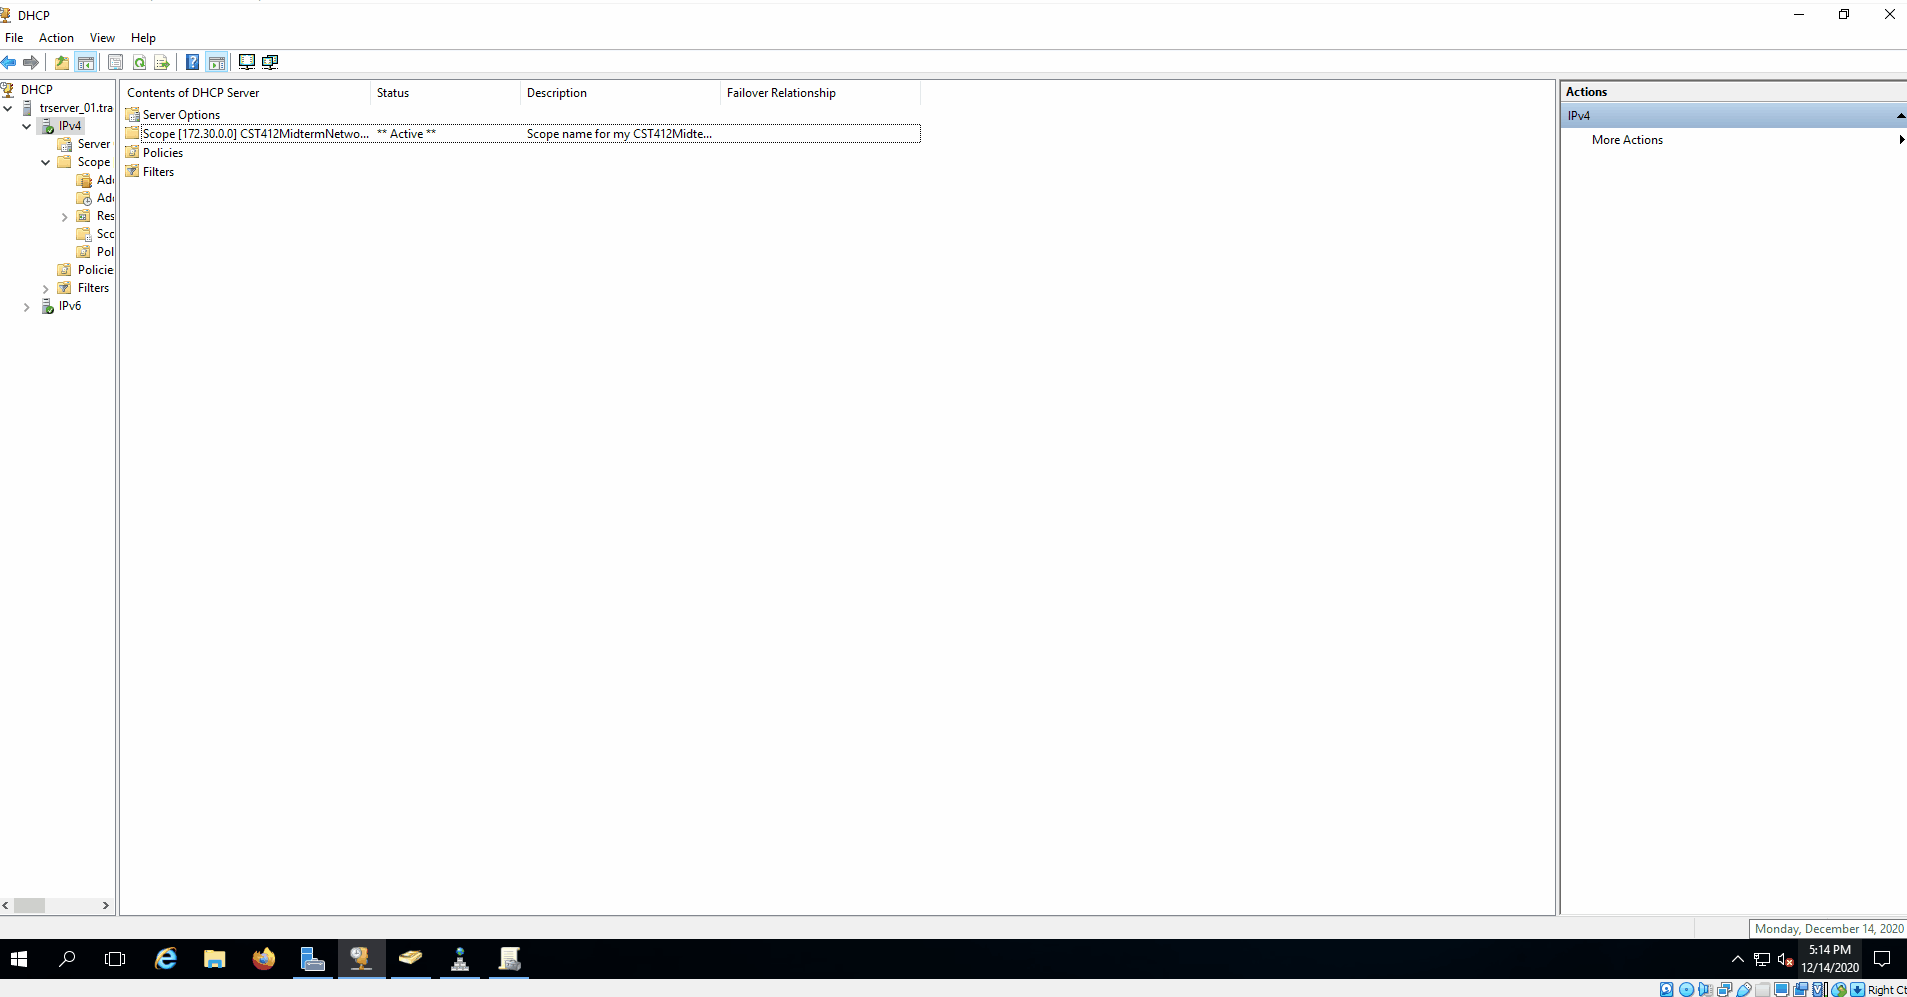 DHCP
File Action View Help
DHCP
trserver_01.tra
IPv4
Server
Scope
Ad
Ad
Res
Sco
Pol
Policie
Filters
IPv6
Contents of DHCP Server Status Description Failover Relationship
Server Options
Scope [172.30.0.0] CST412MidtermNetwo... ** Active ** Scope name for my CST412Midte...
Policies
Filters
Actions
IPv4
More Actions
Monday, December 14, 2020
5:14 PM
12/14/2020
Right Ct